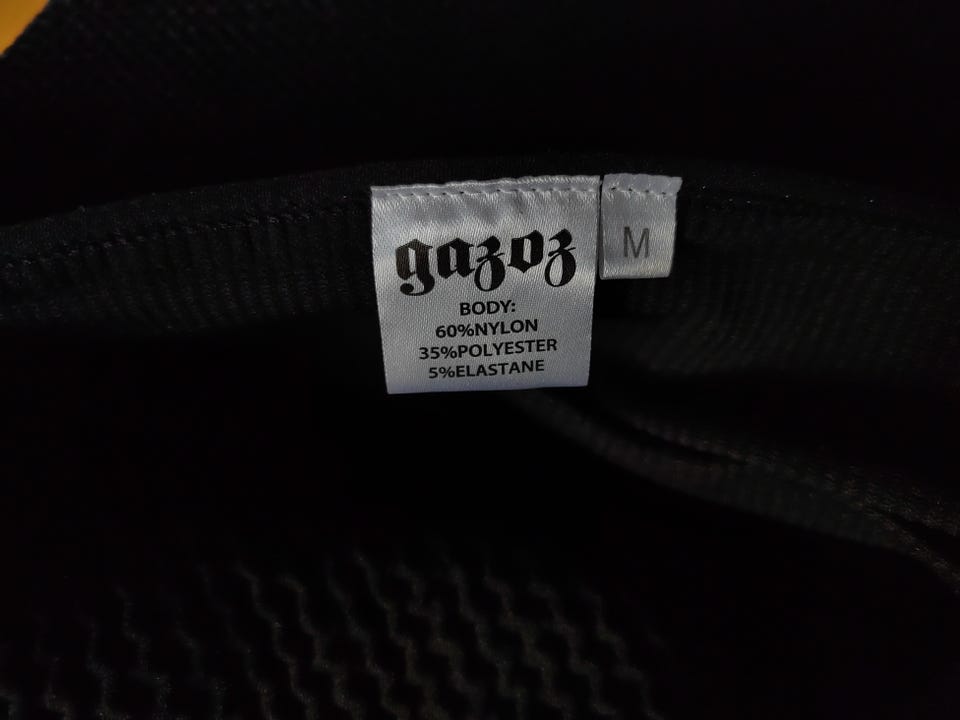 gazoz
M
BODY:
60%NYLON
35%POLYESTER
5%ELASTANE